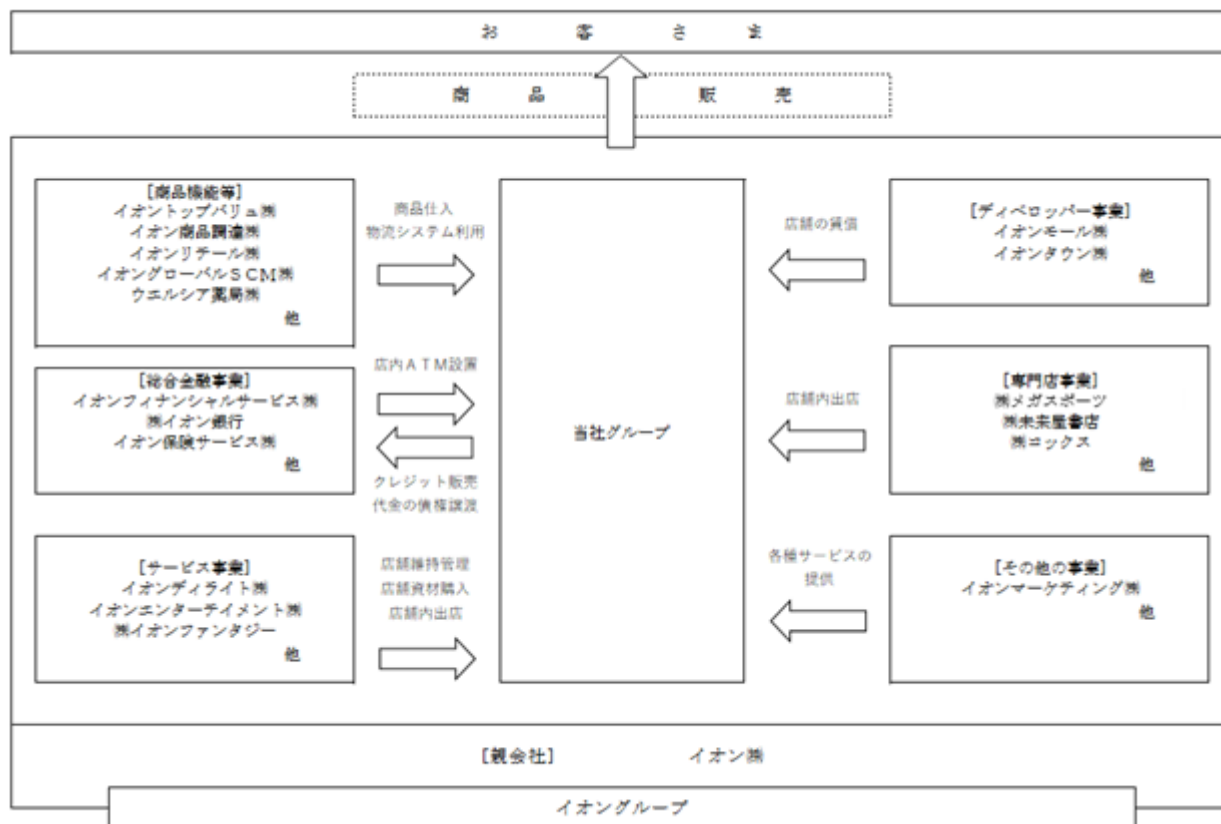 お客さま
商品販売
[商品機能等]
イオントップバリュ㈱
イオン商品調達㈱
イオンリテール㈱
イオングローバルＳＣＭ㈱
ウエルシア薬局㈱
他
商品仕入
物流システム利用
[総合金融事業]
イオンフィナンシャルサービス㈱
㈱イオン銀行
イオン保険サービス㈱
他
店内ＡＴＭ設置
クレジット販売
代金の債権譲渡
[サービス事業]
イオンディライト㈱
イオンエンターテイメント㈱
㈱イオンファンタジー
他
店舗維持管理
店舗資材購入
店舗内出店
当社グループ
店舗の賃借
[ディベロッパー事業]
イオンモール㈱
イオンタウン㈱
他
店舗内出店
[専門店事業]
㈱メガスポーツ
㈱未来屋書店
㈱コックス
他
各種サービスの
提供
[その他の事業]
イオンマーケティング㈱
他
[親会社] イオン㈱
イオングループ